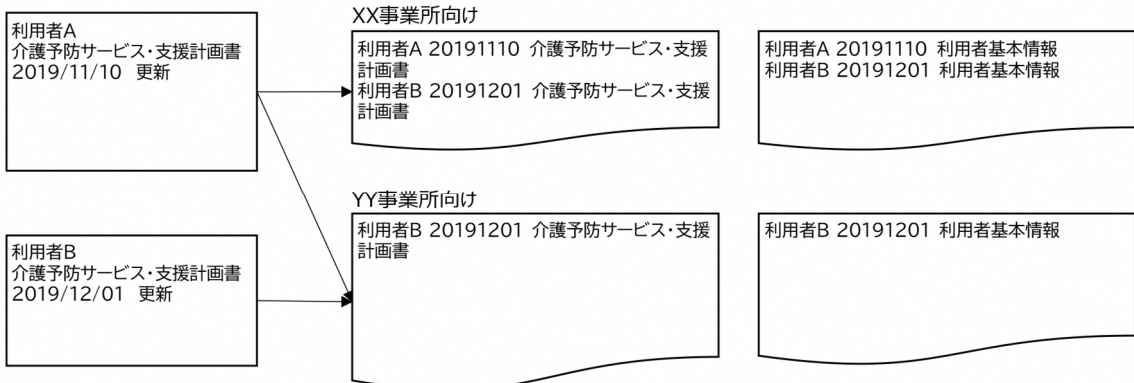 利用者A
介護予防サービス・支援計画書
2019/11/10 更新
利用者B
介護予防サービス・支援計画書
2019/12/01 更新
XX事業所向け
利用者A 20191110 介護予防サービス・支援
計画書
利用者B 20191201 介護予防サービス・支援
計画書
利用者A 20191110 利用者基本情報
利用者B 20191201 利用者基本情報
YY事業所向け
利用者B 20191201 介護予防サービス・支援
計画書
利用者B 20191201 利用者基本情報